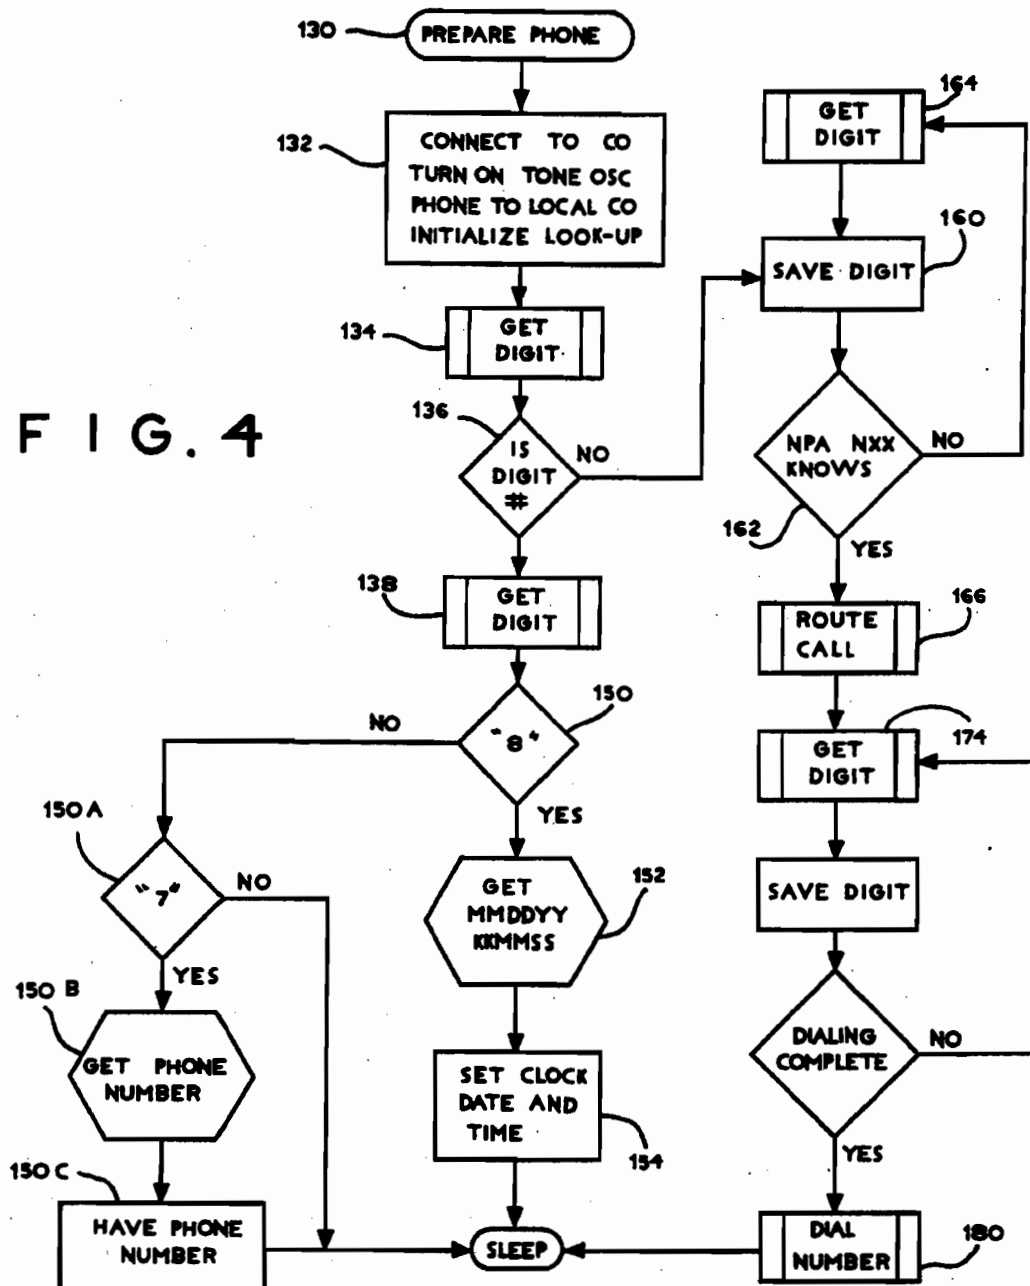 130
PREPARE PHONE
132
CONNECT TO CO
TURN ON TONE OSC
PHONE TO LOCAL CO
INITIALIZE LOOK-UP
134
GET
DIGIT
136
IS
DIGIT
#
NO
FIG. 4
138
GET
DIGIT
150
"8"
NO
YES
150A
"7"
NO
YES
150B
GET PHONE
NUMBER
150C
HAVE PHONE
NUMBER
152
GET
MMDDYY
KKMMSS
SET CLOCK
DATE AND
TIME
154
SLEEP
164
GET
DIGIT
160
SAVE DIGIT
NPA NXX
KNOWS
NO
162
YES
166
ROUTE
CALL
174
GET
DIGIT
SAVE DIGIT
DIALING
COMPLETE
NO
YES
DIAL
NUMBER
180